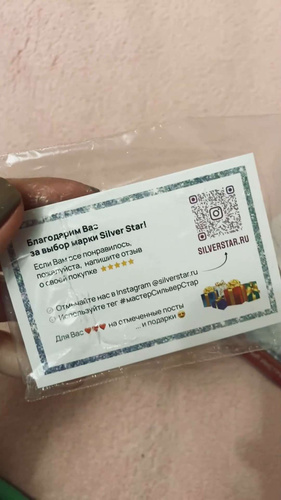 Благодарим Вас
за выбор марки Silver Star!
Если Вам все понравилось,
пожалуйста, напишите отзыв
о своей покупке ⭐⭐⭐⭐⭐
SILVERSTAR.RU
Отмечайте нас в Instagram @silverstar.ru
Используйте тег #мастерСильверСтар
Для Вас ❤️❤️❤️ на отмеченные посты
... и подарки 😍